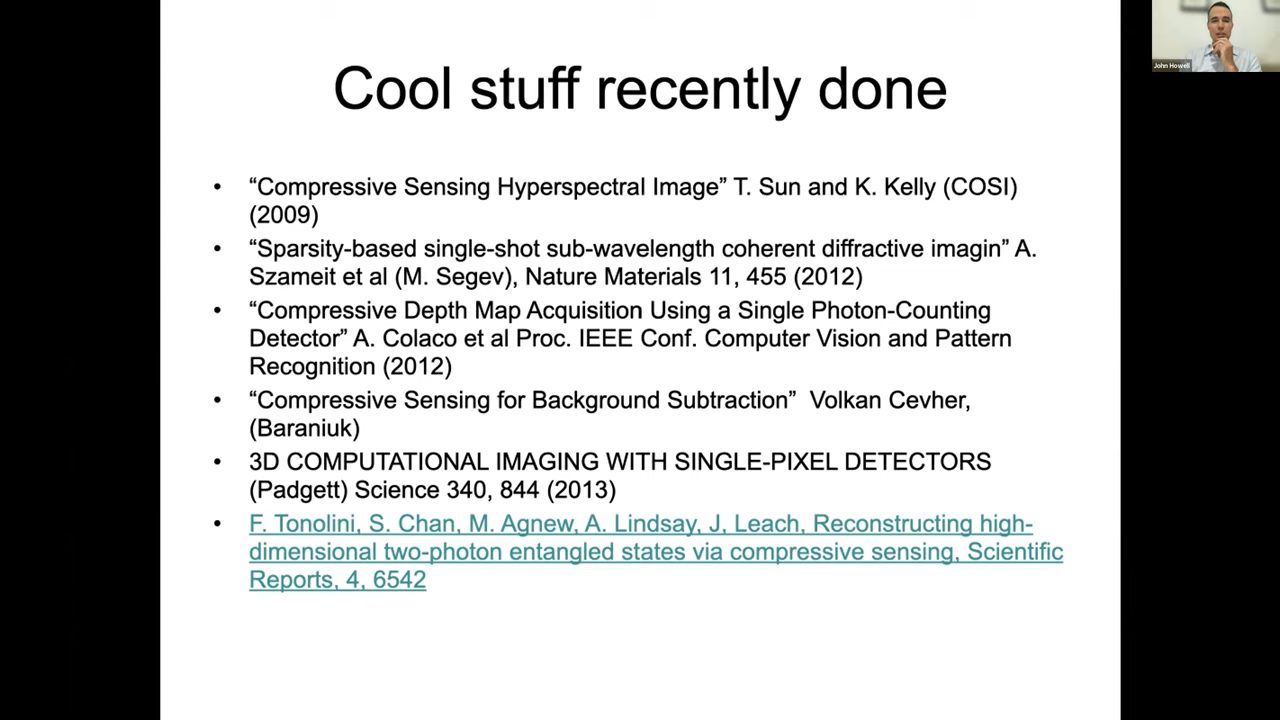 Cool stuff recently done
• “Compressive Sensing Hyperspectral Image” T. Sun and K. Kelly (COSI)
(2009)
• “Sparsity-based single-shot sub-wavelength coherent diffractive imagin” A.
Szameit et al (M. Segev), Nature Materials 11, 455 (2012)
• “Compressive Depth Map Acquisition Using a Single Photon-Counting
Detector” A. Colaco et al Proc. IEEE Conf. Computer Vision and Pattern
Recognition (2012)
• “Compressive Sensing for Background Subtraction”  Volkan Cevher,
(Baraniuk)
• 3D COMPUTATIONAL IMAGING WITH SINGLE-PIXEL DETECTORS
(Padgett) Science 340, 844 (2013)
• F. Tonolini, S. Chan, M. Agnew, A. Lindsay, J, Leach, Reconstructing high-
dimensional two-photon entangled states via compressive sensing, Scientific
Reports, 4, 6542
John Howell